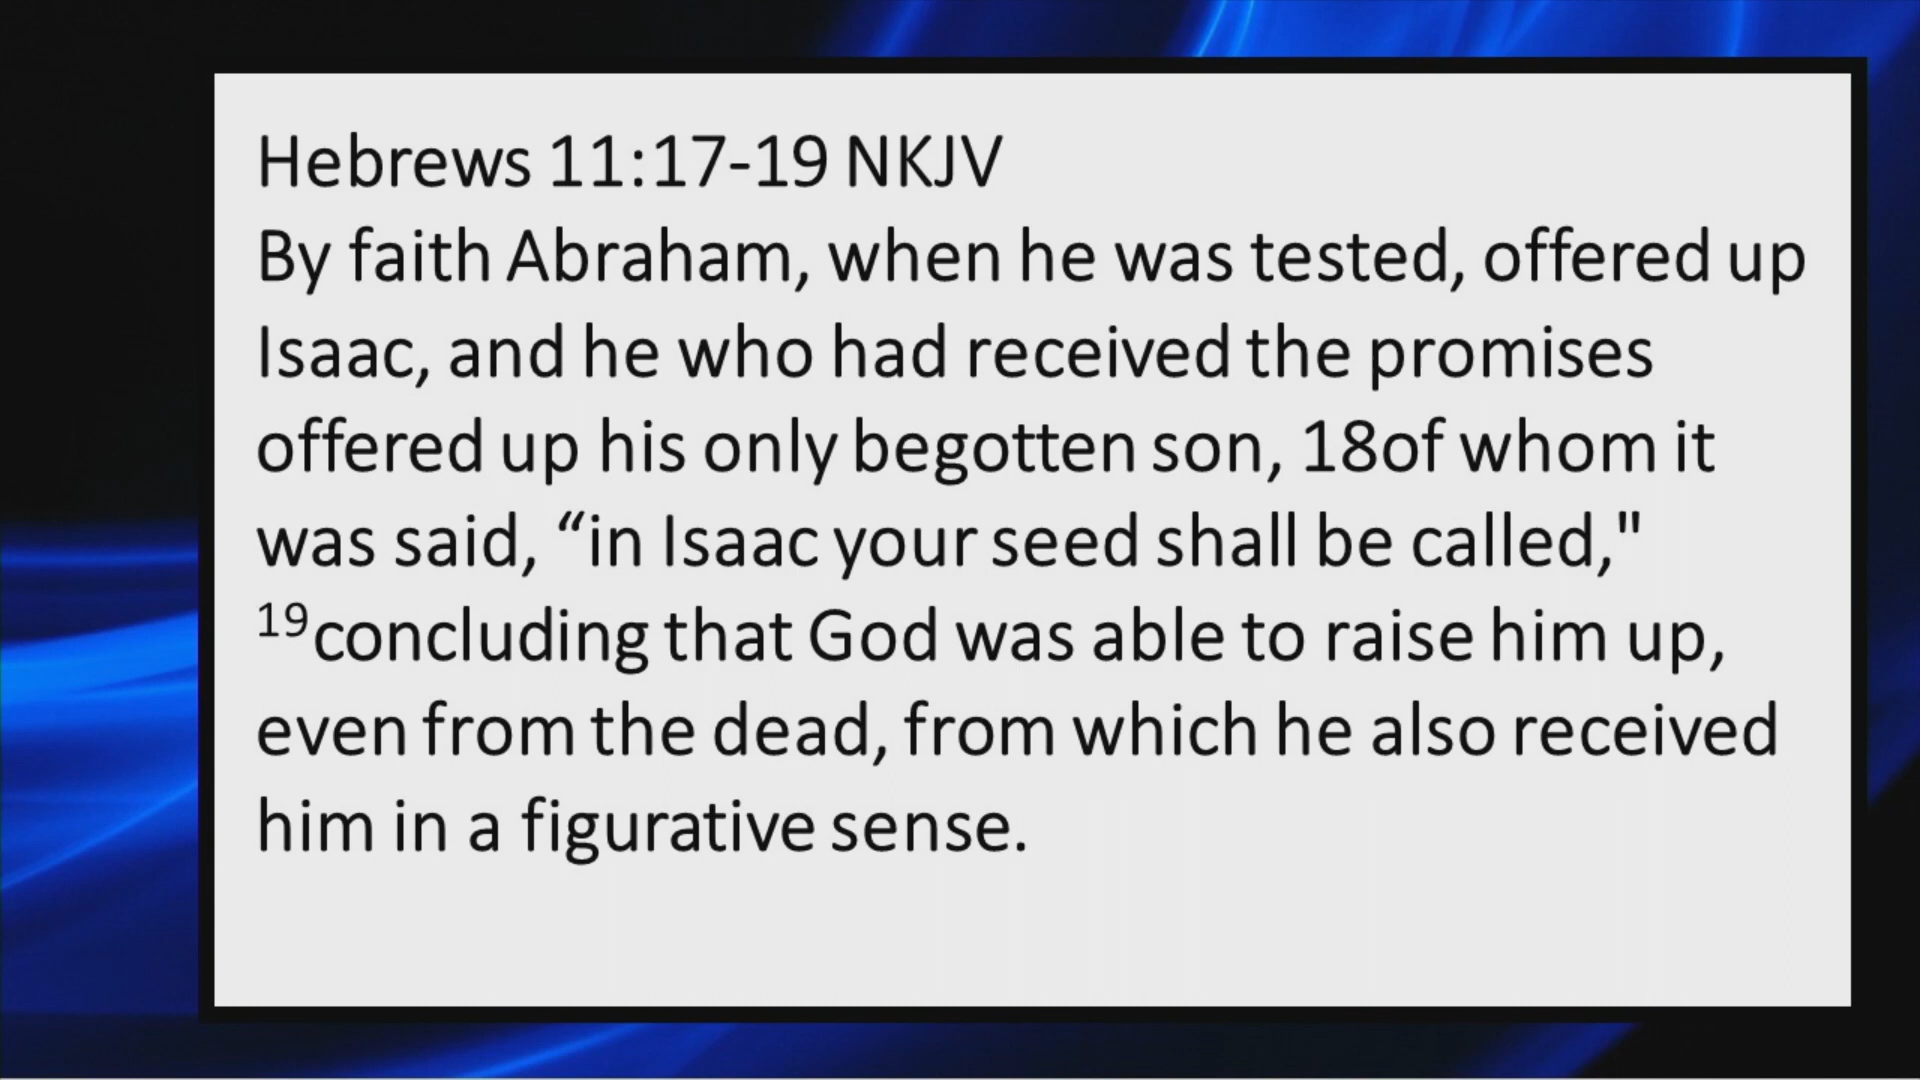 Hebrews 11:17-19 NKJV
By faith Abraham, when he was tested, offered up
Isaac, and he who had received the promises
offered up his only begotten son, 18of whom it
was said, “in Isaac your seed shall be called,"
19concluding that God was able to raise him up,
even from the dead, from which he also received
him in a figurative sense.